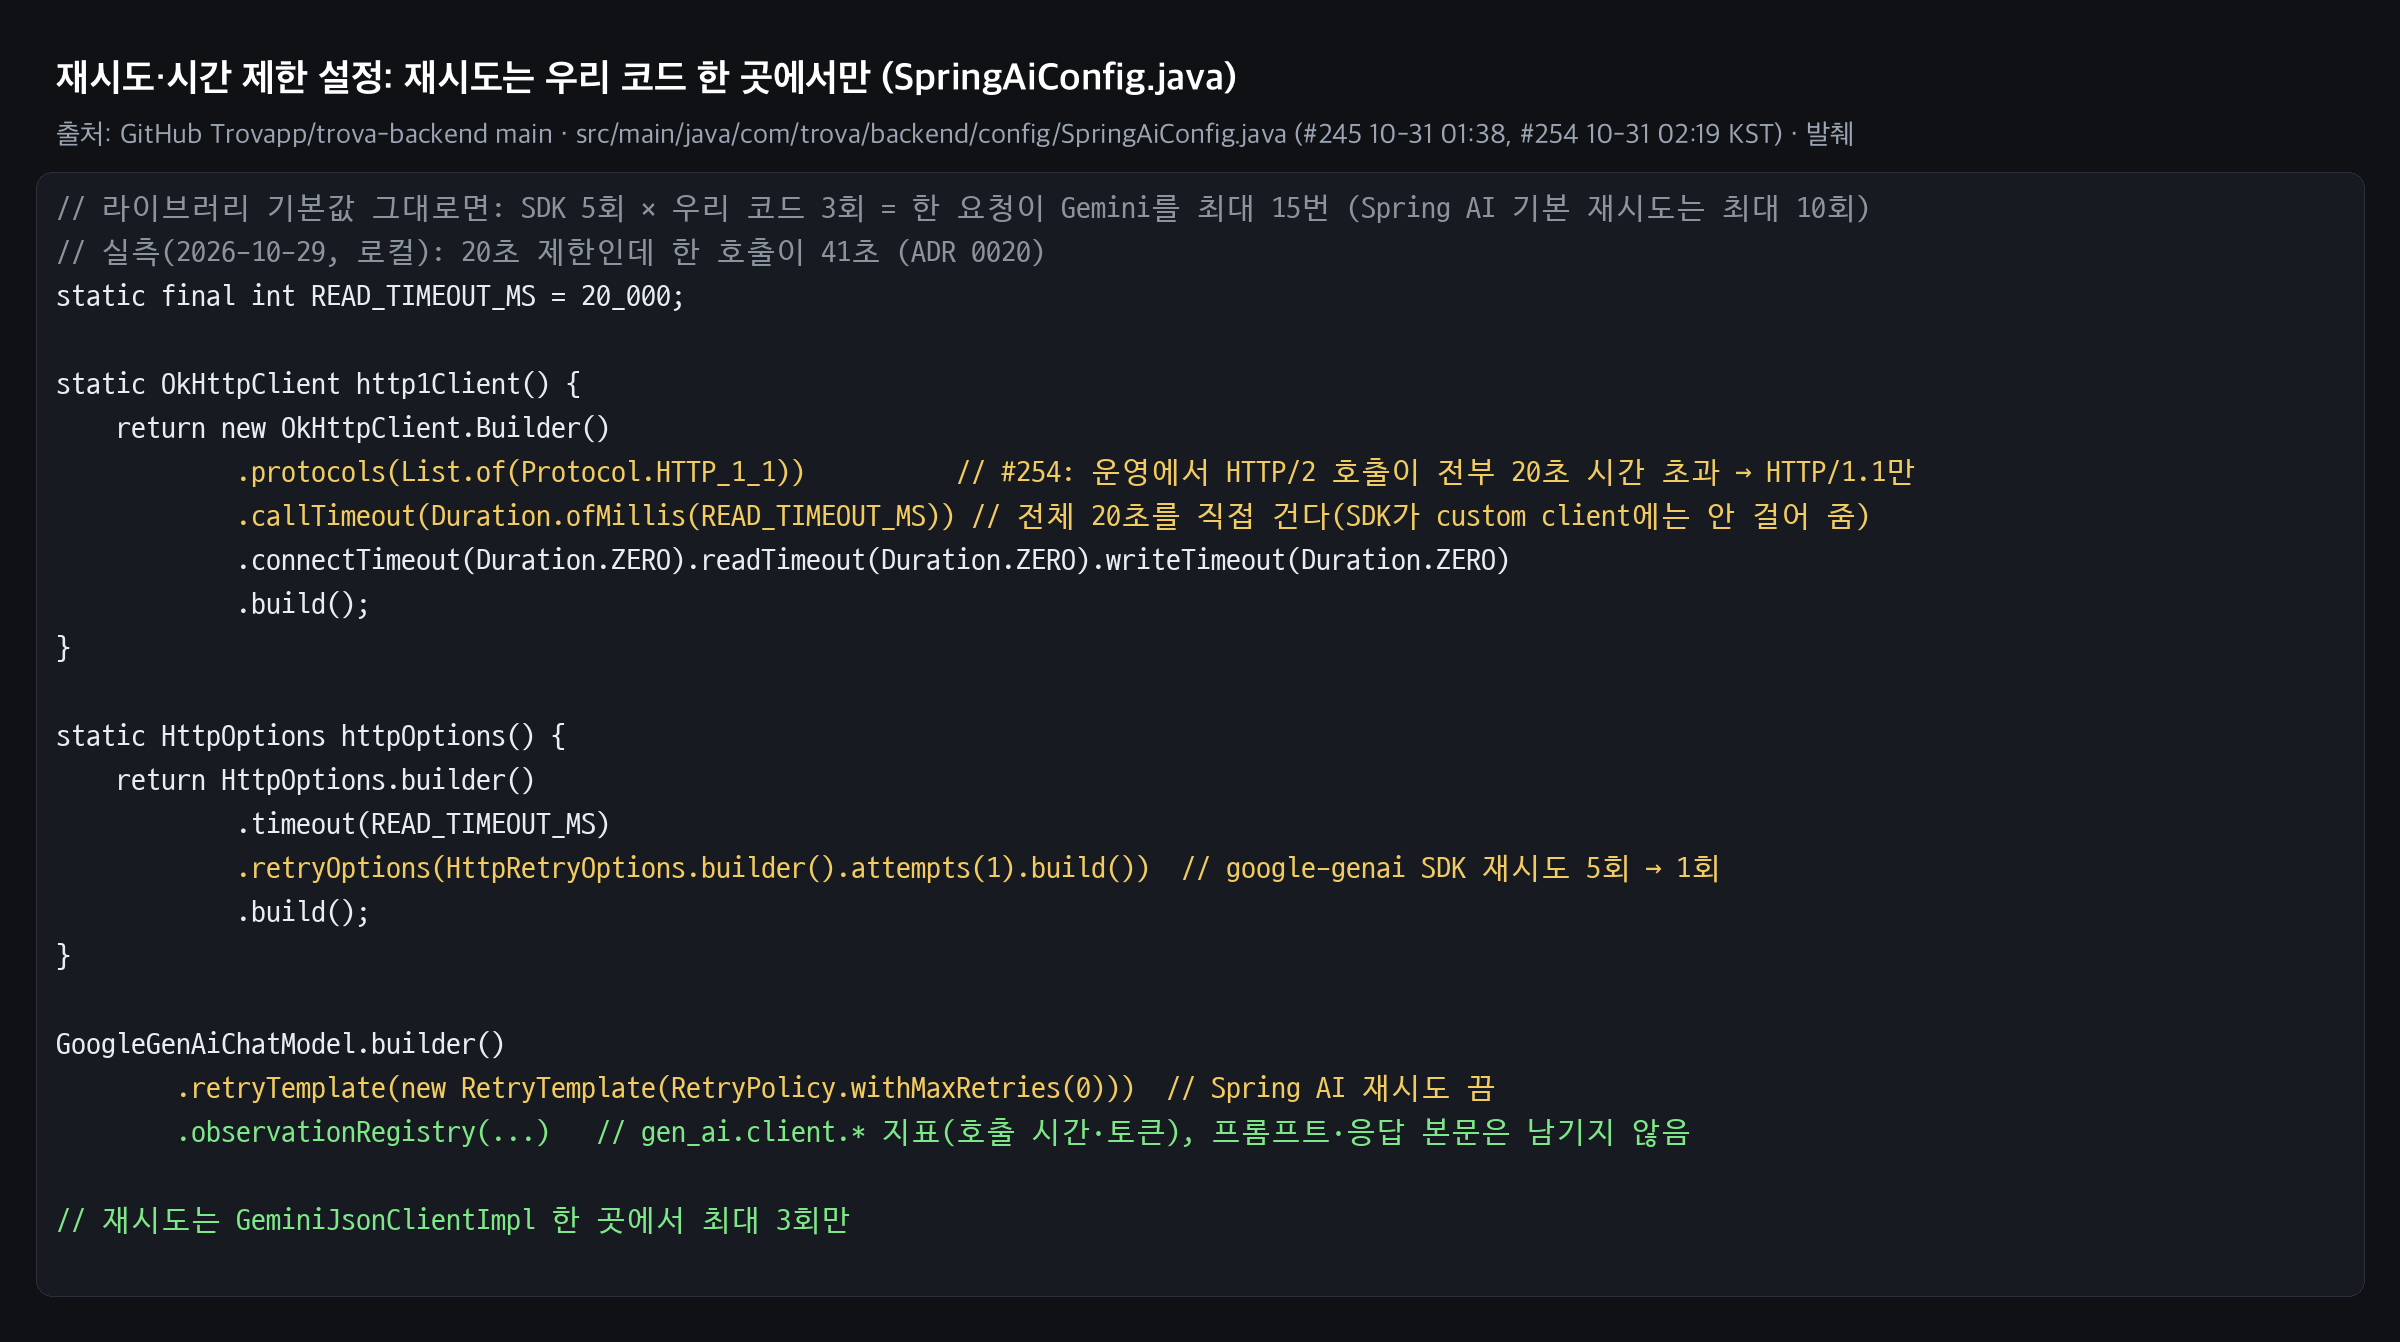 재시도·시간 제한 설정: 재시도는 우리 코드 한 곳에서만 (SpringAiConfig.java)
출처: GitHub Trovapp/trova-backend main · src/main/java/com/trova/backend/config/SpringAiConfig.java (#245 10-31 01:38, #254 10-31 02:19 KST) · 발췌
// 라이브러리 기본값 그대로면: SDK 5회 × 우리 코드 3회 = 한 요청이 Gemini를 최대 15번 (Spring AI 기본 재시도는 최대 10회)
// 실측(2026-10-29, 로컬): 20초 제한인데 한 호출이 41초 (ADR 0020)
static final int READ_TIMEOUT_MS = 20_000;
static OkHttpClient http1Client() {
    return new OkHttpClient.Builder()
            .protocols(List.of(Protocol.HTTP_1_1))          // #254: 운영에서 HTTP/2 호출이 전부 20초 시간 초과 → HTTP/1.1만
            .callTimeout(Duration.ofMillis(READ_TIMEOUT_MS)) // 전체 20초를 직접 건다(SDK가 custom client에는 안 걸어 줌)
            .connectTimeout(Duration.ZERO).readTimeout(Duration.ZERO).writeTimeout(Duration.ZERO)
            .build();
}
static HttpOptions httpOptions() {
    return HttpOptions.builder()
            .timeout(READ_TIMEOUT_MS)
            .retryOptions(HttpRetryOptions.builder().attempts(1).build())  // google-genai SDK 재시도 5회 → 1회
            .build();
}
GoogleGenAiChatModel.builder()
        .retryTemplate(new RetryTemplate(RetryPolicy.withMaxRetries(0)))  // Spring AI 재시도 끔
        .observationRegistry(...)   // gen_ai.client.* 지표(호출 시간·토큰), 프롬프트·응답 본문은 남기지 않음
// 재시도는 GeminiJsonClientImpl 한 곳에서 최대 3회만